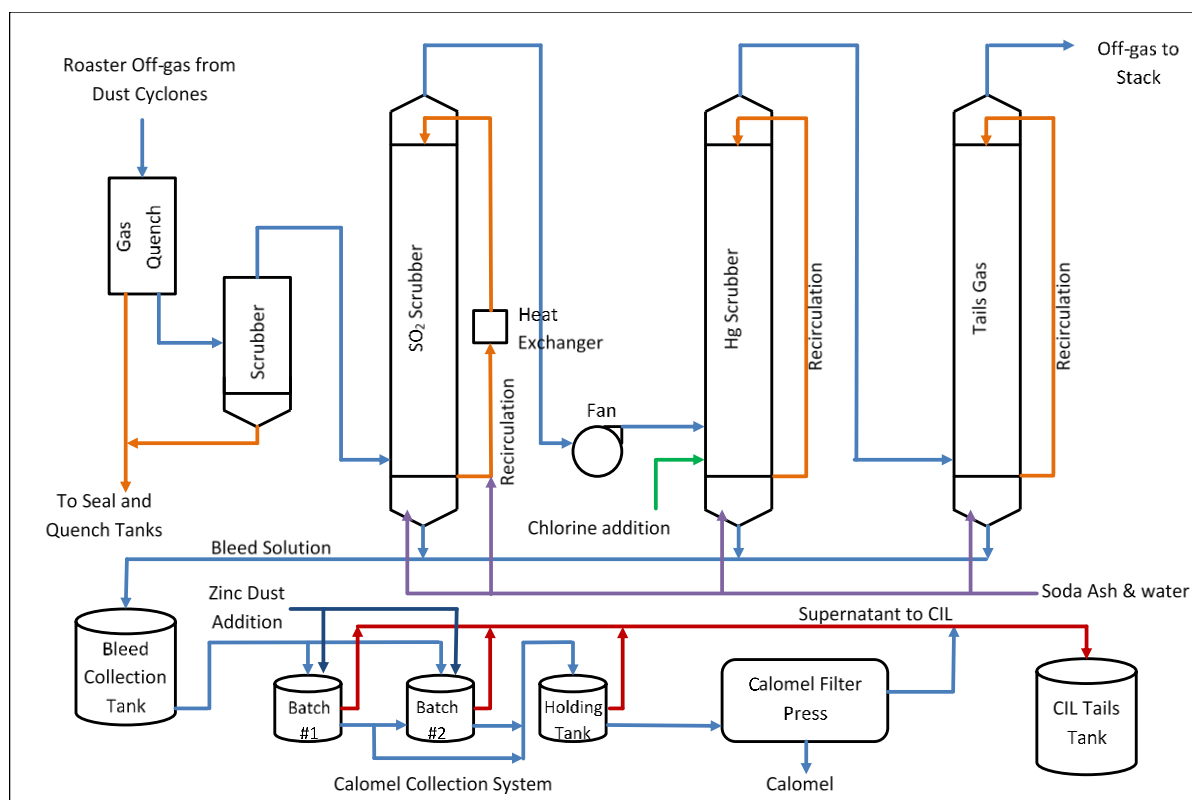 Roaster Off-gas from
Dust Cyclones
Off-gas to
Stack
Gas
Quench
Scrubber
SO₂ Scrubber
Heat
Exchanger
Recirculation
Fan
Hg Scrubber
Recirculation
Tails Gas
Recirculation
To Seal and
Quench Tanks
Chlorine addition
Bleed Solution
Soda Ash & water
Zinc Dust
Addition
Supernatant to CIL
Bleed
Collection
Tank
Batch
#1
Batch
#2
Holding
Tank
Calomel Filter
Press
CIL Tails
Tank
Calomel Collection System
Calomel